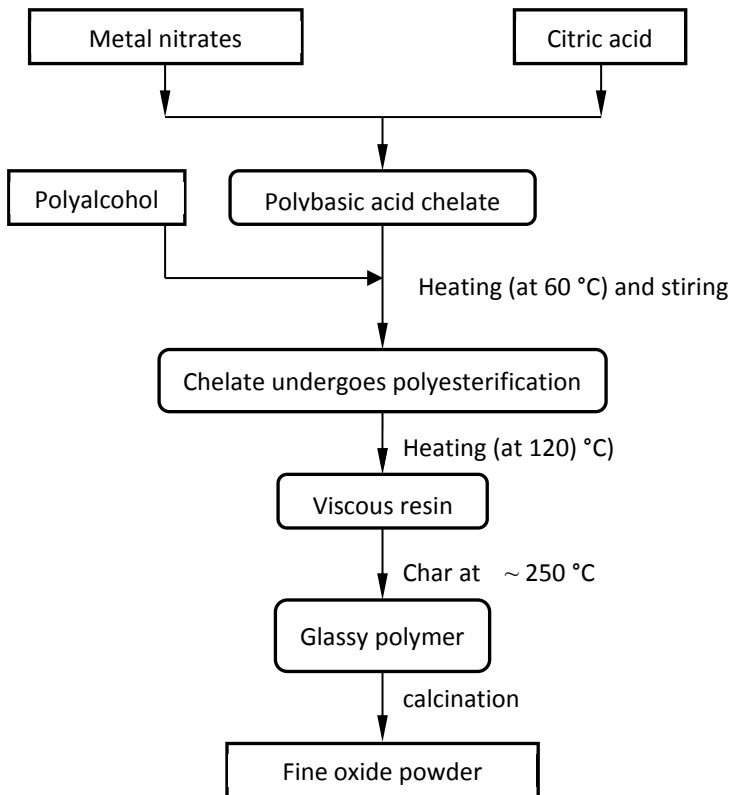 Metal nitrates
Citric acid
Polyalcohol
Polvbasic acid chelate
Heating (at 60 °C) and stiring
Chelate undergoes polyesterification
Heating (at 120) °C)
Viscous resin
Char at ~ 250 °C
Glassy polymer
calcination
Fine oxide powder